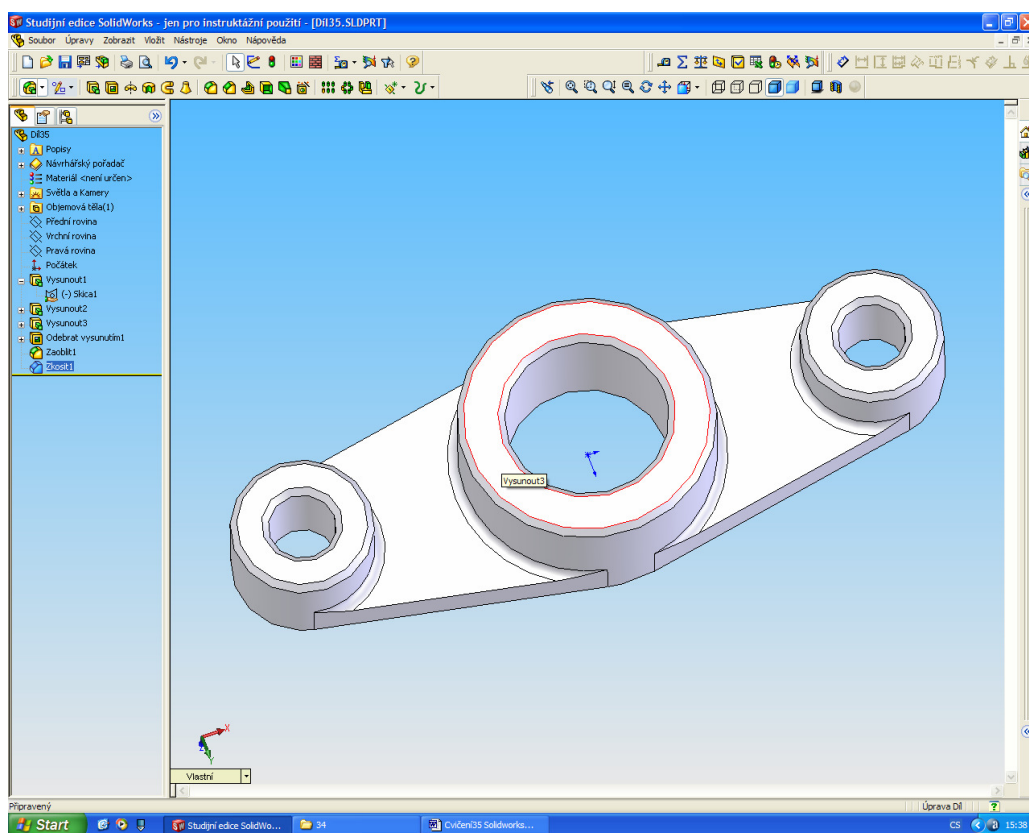 Studijní edice SolidWorks - jen pro instruktážní použití - [Díl35.SLDPRT]
Soubor Úpravy Zobrazit Vložit Nástroje Okno Nápověda
Díl35
Popisy
Návrhářský pořadač
Materiál <není určen>
Světla a Kamery
Objemová těla(1)
Přední rovina
Vrchní rovina
Pravá rovina
Počátek
Vysunout1
(-) Skica1
Vysunout2
Vysunout3
Odebrat vysunutím1
Zaoblit1
Zkosit1
Vysunout3
X
Y
Z
Vlastní
Připravený
Úprava Díl
Start
Studijní edice SolidWo...
34
Cvičení35 Solidworks...
CS
15:38